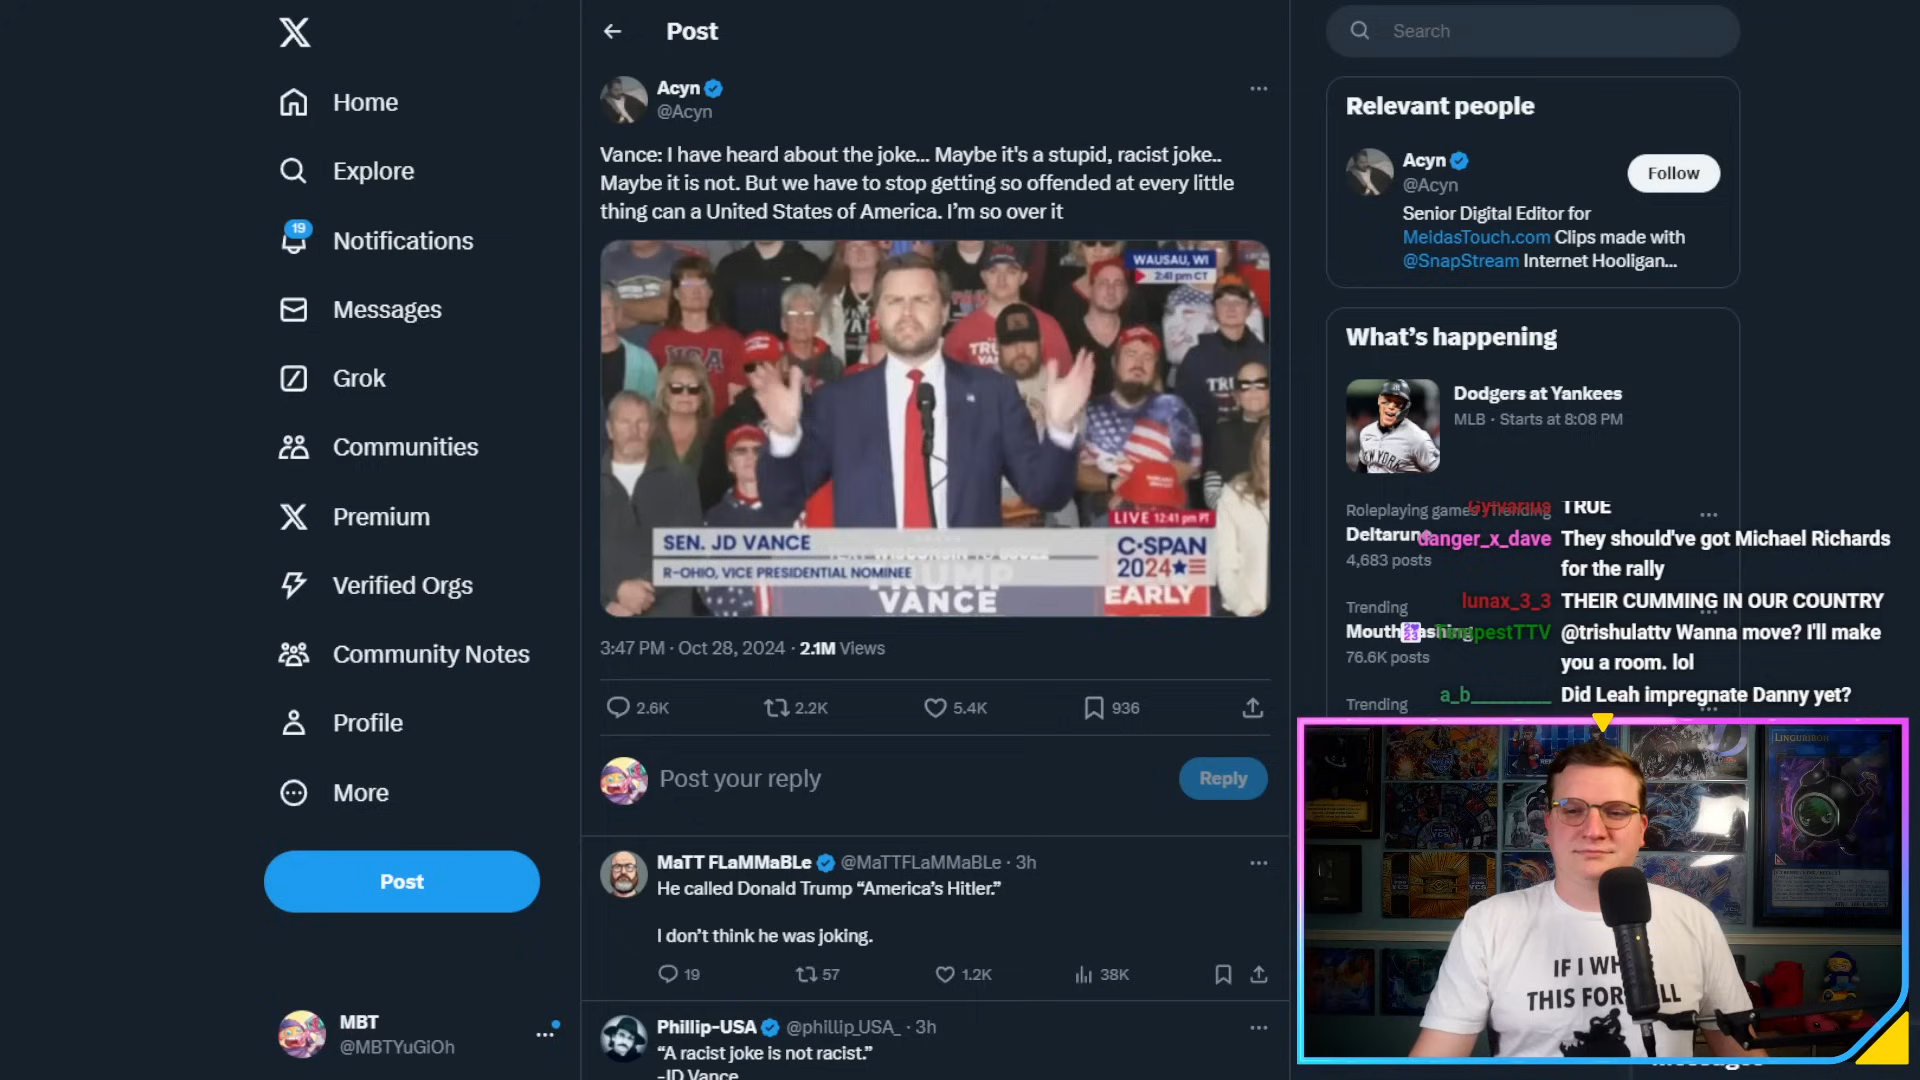 Home
Explore
19
Notifications
Messages
Grok
Communities
Premium
Verified Orgs
Community Notes
Profile
More
Post
MBT
@MBTYuGiOh
Post
Acyn
@Acyn
Vance: I have heard about the joke... Maybe it's a stupid, racist joke..
Maybe it is not. But we have to stop getting so offended at every little
thing can a United States of America. I'm so over it
WAUSAU, WI
2:41 pm CT
USA
LIVE 12:41 pm PT
SEN. JD VANCE
R-OHIO, VICE PRESIDENTIAL NOMINEE
C-SPAN
2024
TRUMP
VANCE
EARLY
3:47 PM · Oct 28, 2024 · 2.1M Views
2.6K
2.2K
5.4K
936
Post your reply
Reply
MaTT FLaMMaBLe @MaTTFLaMMaBLe · 3h
He called Donald Trump “America’s Hitler.”
I don’t think he was joking.
19
57
1.2K
38K
Phillip-USA @phillip_USA_ · 3h
“A racist joke is not racist.”
-JD Vance
Search
Relevant people
Acyn
@Acyn
Follow
Senior Digital Editor for
MeidasTouch.com Clips made with
@SnapStream Internet Hooligan...
What’s happening
Dodgers at Yankees
MLB · Starts at 8:08 PM
Roleplaying games
Deltarune
4,683 posts
Trending
76.6K posts
Trending
TRUE
danger_x_dave They should've got Michael Richards
for the rally
lunax_3_3 THEIR CUMMING IN OUR COUNTRY
TempestTTV @trishulattv Wanna move? I'll make
you a room. lol
a_b________ Did Leah impregnate Danny yet?
LINGURIBOH
IF I
THIS FOR